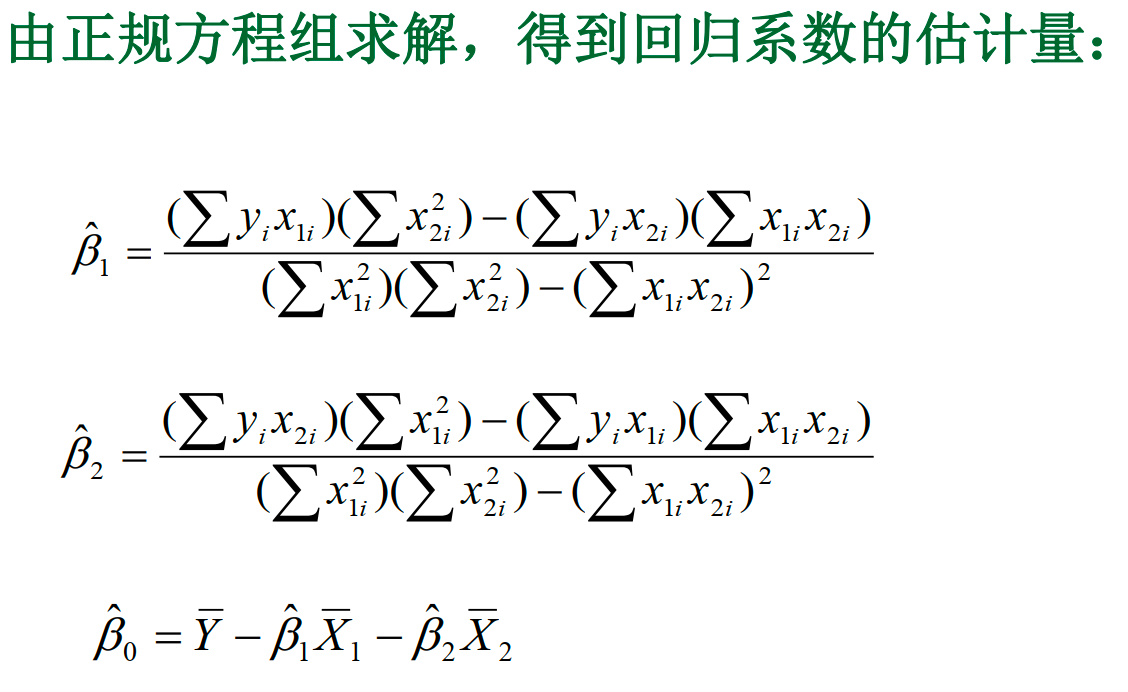 由正规方程组求解，得到回归系数的估计量：
$\hat{\beta}_1 = \frac{(\sum y_i x_{1i})(\sum x_{2i}^2) - (\sum y_i x_{2i})(\sum x_{1i} x_{2i})}{(\sum x_{1i}^2)(\sum x_{2i}^2) - (\sum x_{1i} x_{2i})^2}$
$\hat{\beta}_2 = \frac{(\sum y_i x_{2i})(\sum x_{1i}^2) - (\sum y_i x_{1i})(\sum x_{1i} x_{2i})}{(\sum x_{1i}^2)(\sum x_{2i}^2) - (\sum x_{1i} x_{2i})^2}$
$\hat{\beta}_0 = \overline{Y} - \hat{\beta}_1 \overline{X}_1 - \hat{\beta}_2 \overline{X}_2$